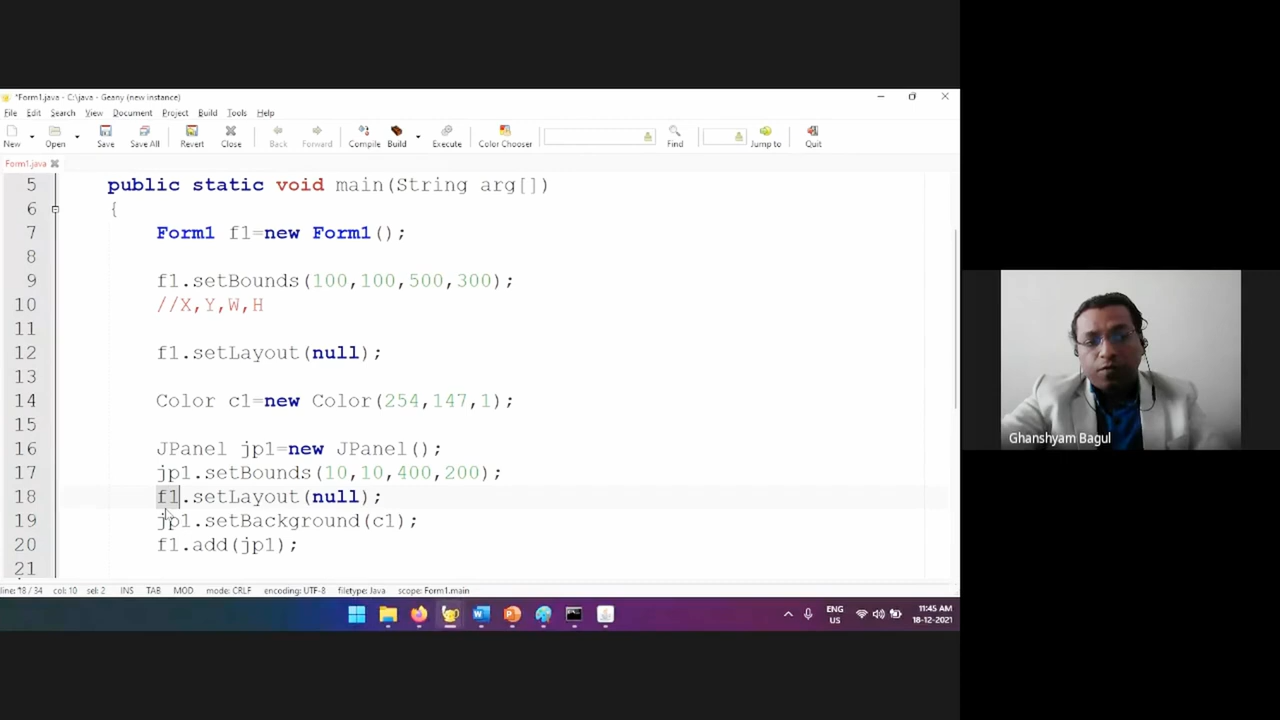 *Form1.java - C:\java - Geany (new instance)
File Edit Search View Document Project Build Tools Help
New Open Save Save All Revert Close Back Forward Compile Build Execute Color Chooser Find Jump to Quit
Form1.java
5 public static void main(String arg[])
6 {
7 Form1 f1=new Form1();
8
9 f1.setBounds(100,100,500,300);
10 //X,Y,W,H
11
12 f1.setLayout(null);
13
14 Color c1=new Color(254,147,1);
15
16 JPanel jp1=new JPanel();
17 jp1.setBounds(10,10,400,200);
18 f1.setLayout(null);
19 jp1.setBackground(c1);
20 f1.add(jp1);
21
line: 18 / 34 col: 10 sel: 2 INS TAB MOD mode: CRLF encoding: UTF-8 filetype: Java scope: Form1.main
ENG US 11:45 AM 18-12-2021
Ghanshyam Bagul